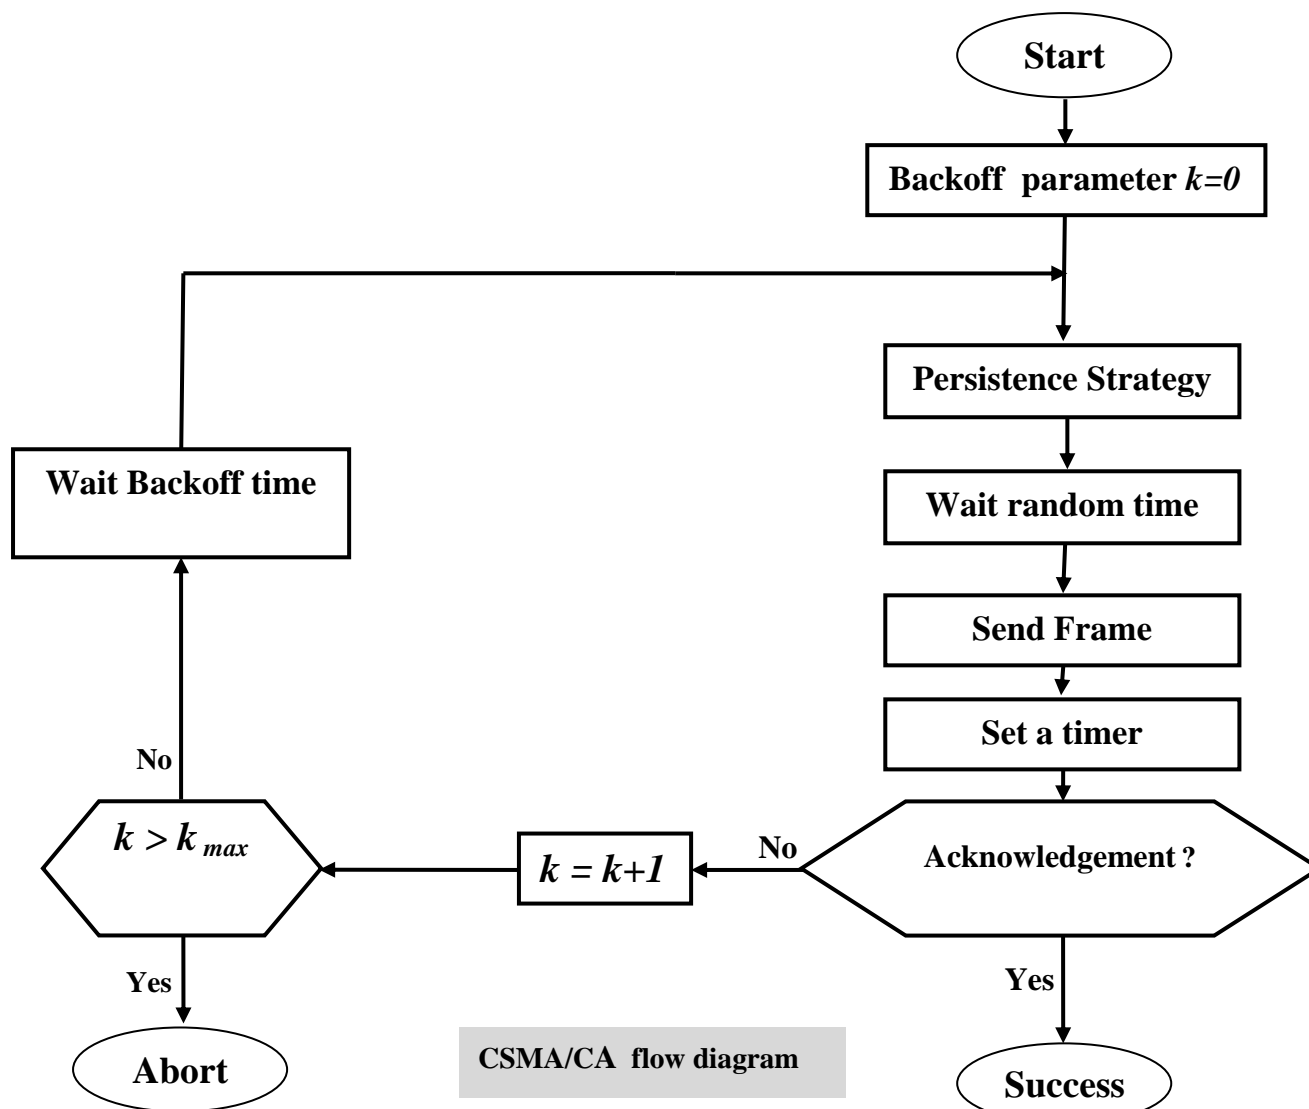 Start
Backoff parameter k=0
Persistence Strategy
Wait Backoff time
Wait random time
Send Frame
Set a timer
No
k > k max
k = k+1
No
Acknowledgement ?
Yes
Yes
Abort
CSMA/CA flow diagram
Success